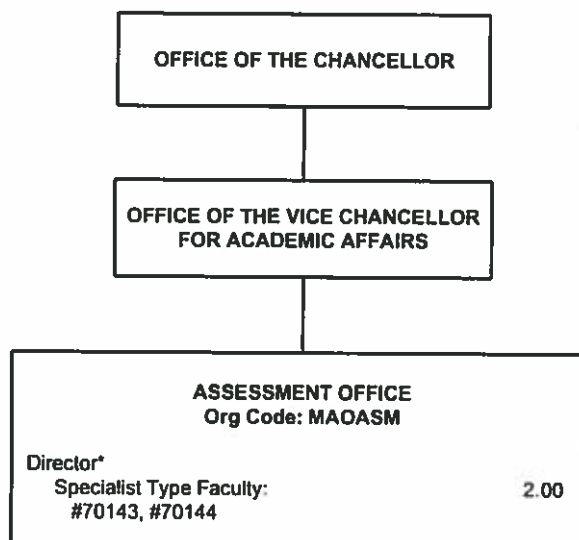 OFFICE OF THE CHANCELLOR
OFFICE OF THE VICE CHANCELLOR
FOR ACADEMIC AFFAIRS
ASSESSMENT OFFICE
Org Code: MAOASM
Director*
Specialist Type Faculty: 2.00
#70143, #70144